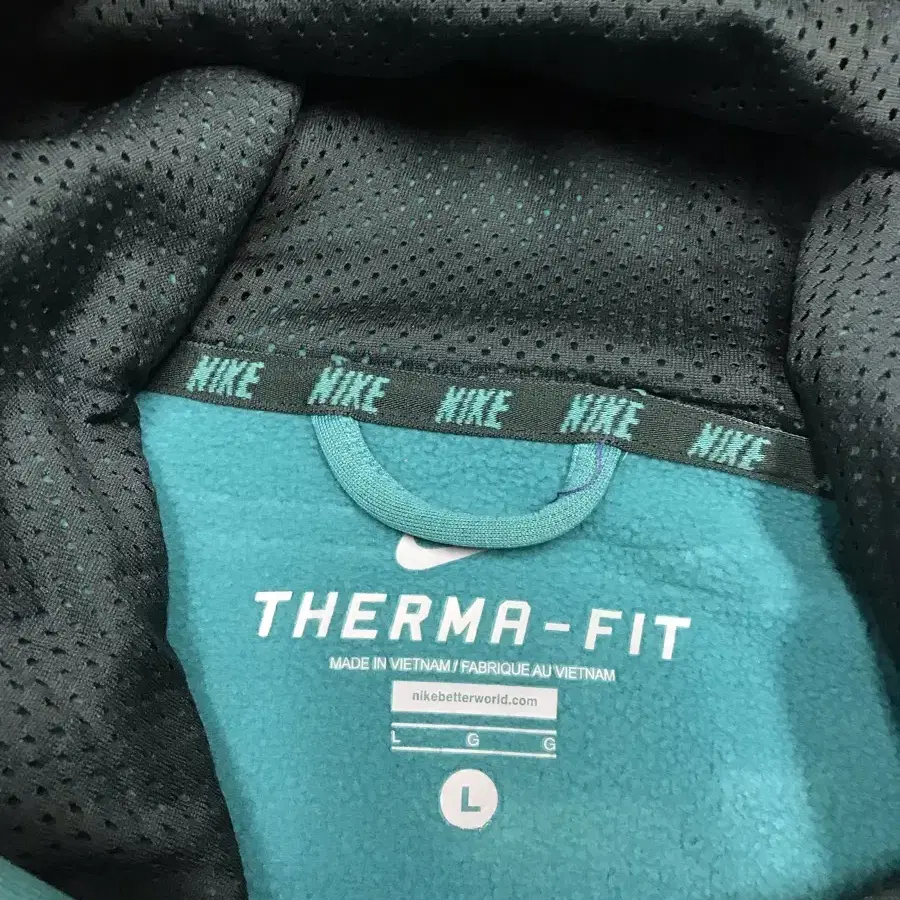 NIKE NIKE NIKE NIKE NIKE
THERMA-FIT
MADE IN VIETNAM / FABRIQUE AU VIETNAM
nikebetterworld.com
L G G
L